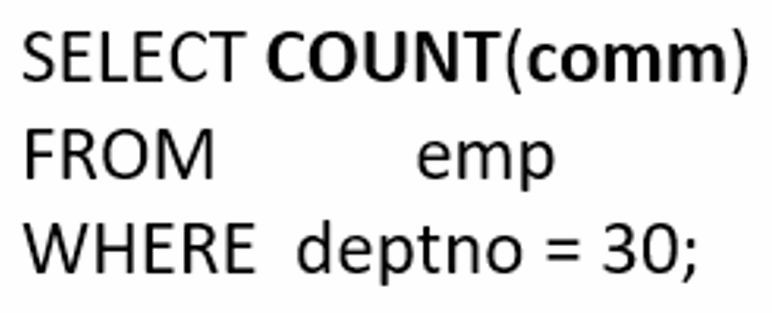 SELECT COUNT(comm)
FROM emp
WHERE deptno = 30;